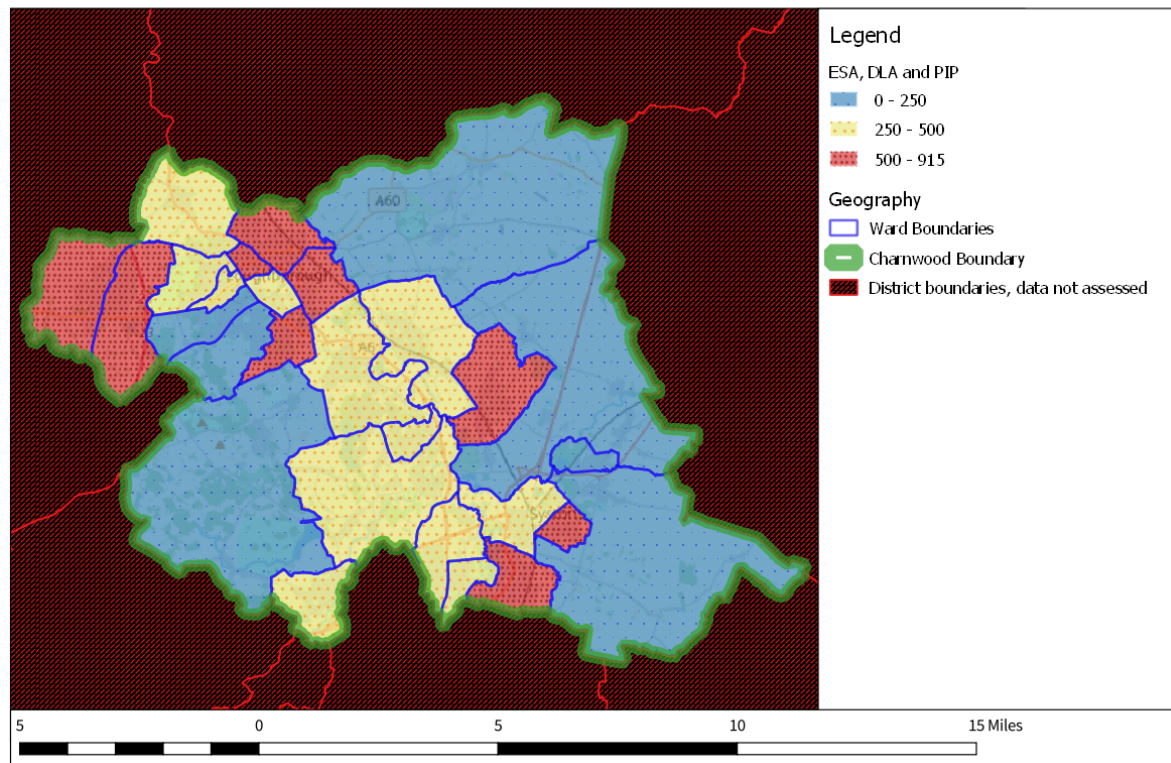 Legend
ESA, DLA and PIP
0 - 250
250 - 500
500 - 915
Geography
Ward Boundaries
Charnwood Boundary
District boundaries, data not assessed
A60
A6
5 0 5 10 15 Miles